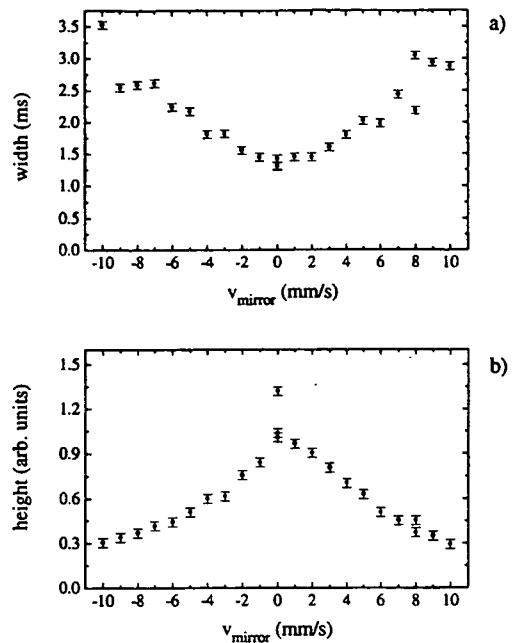 a)
width (ms)
3.5
3.0
2.5
2.0
1.5
1.0
0.5
0.0
-10 -8 -6 -4 -2 0 2 4 6 8 10
v_mirror (mm/s)
b)
height (arb. units)
1.5
1.2
0.9
0.6
0.3
0.0
-10 -8 -6 -4 -2 0 2 4 6 8 10
v_mirror (mm/s)